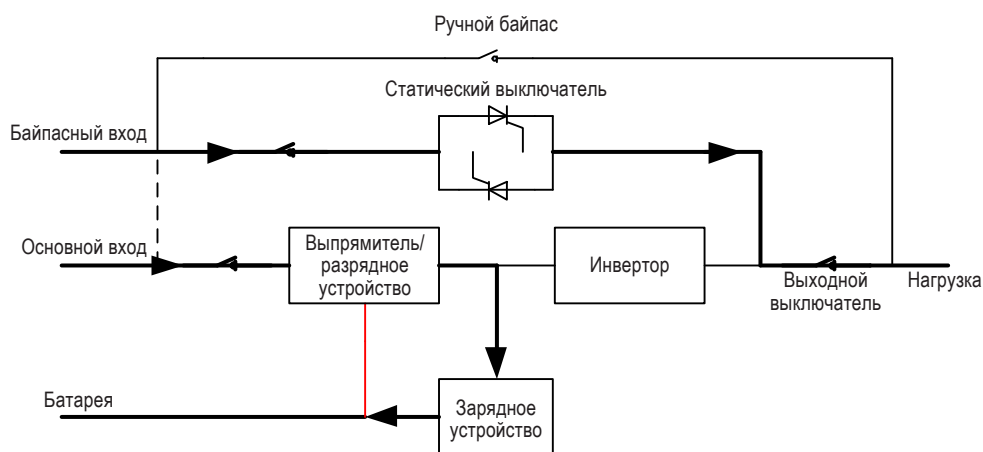 Ручной байпас
Статический выключатель
Байпасный вход
Основной вход
Выпрямитель/
разрядное
устройство
Инвертор
Выходной
выключатель
Нагрузка
Батарея
Зарядное
устройство